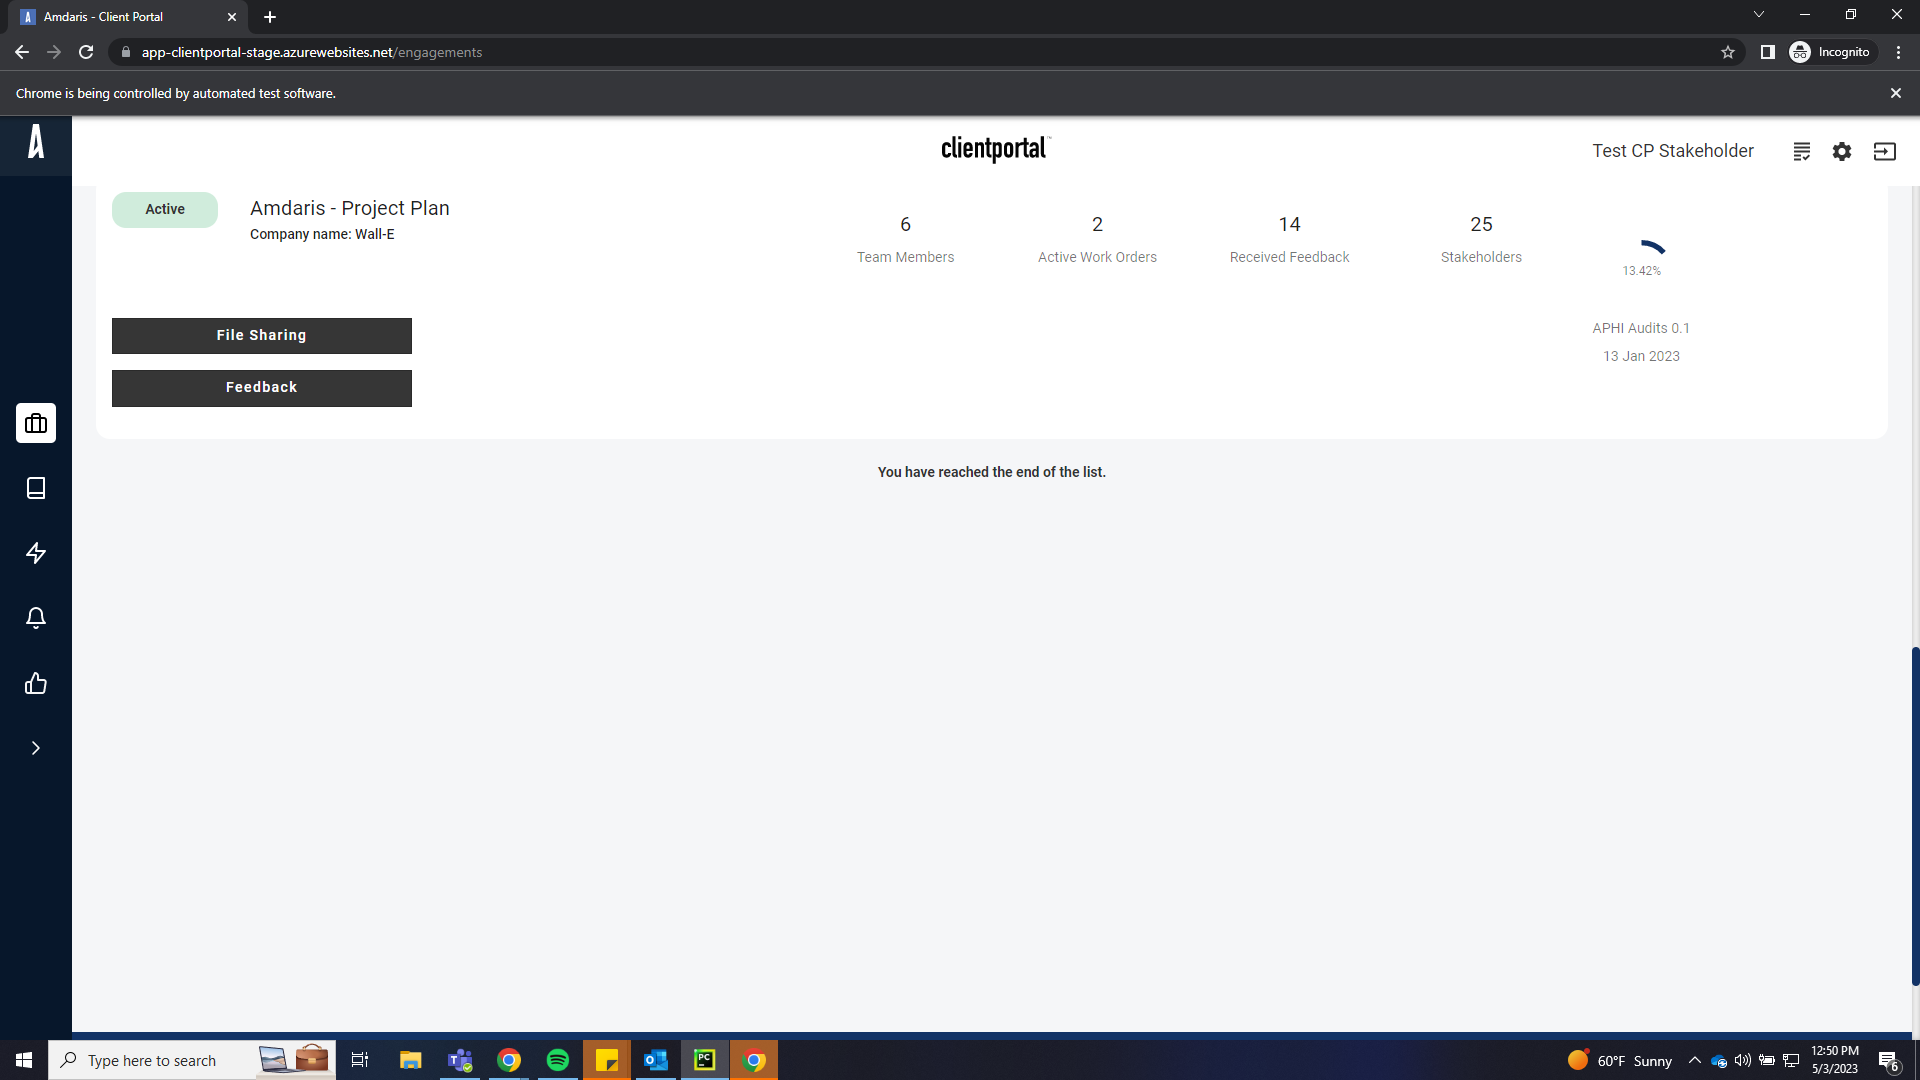 Amdaris - Client Portal
app-clientportal-stage.azurewebsites.net/engagements
Incognito
Chrome is being controlled by automated test software.
clientportal™
Test CP Stakeholder
Active
Amdaris - Project Plan
Company name: Wall-E
6
Team Members
2
Active Work Orders
14
Received Feedback
25
Stakeholders
13.42%
File Sharing
Feedback
APHI Audits 0.1
13 Jan 2023
You have reached the end of the list.
Type here to search
PC
60°F Sunny
12:50 PM
5/3/2023
6